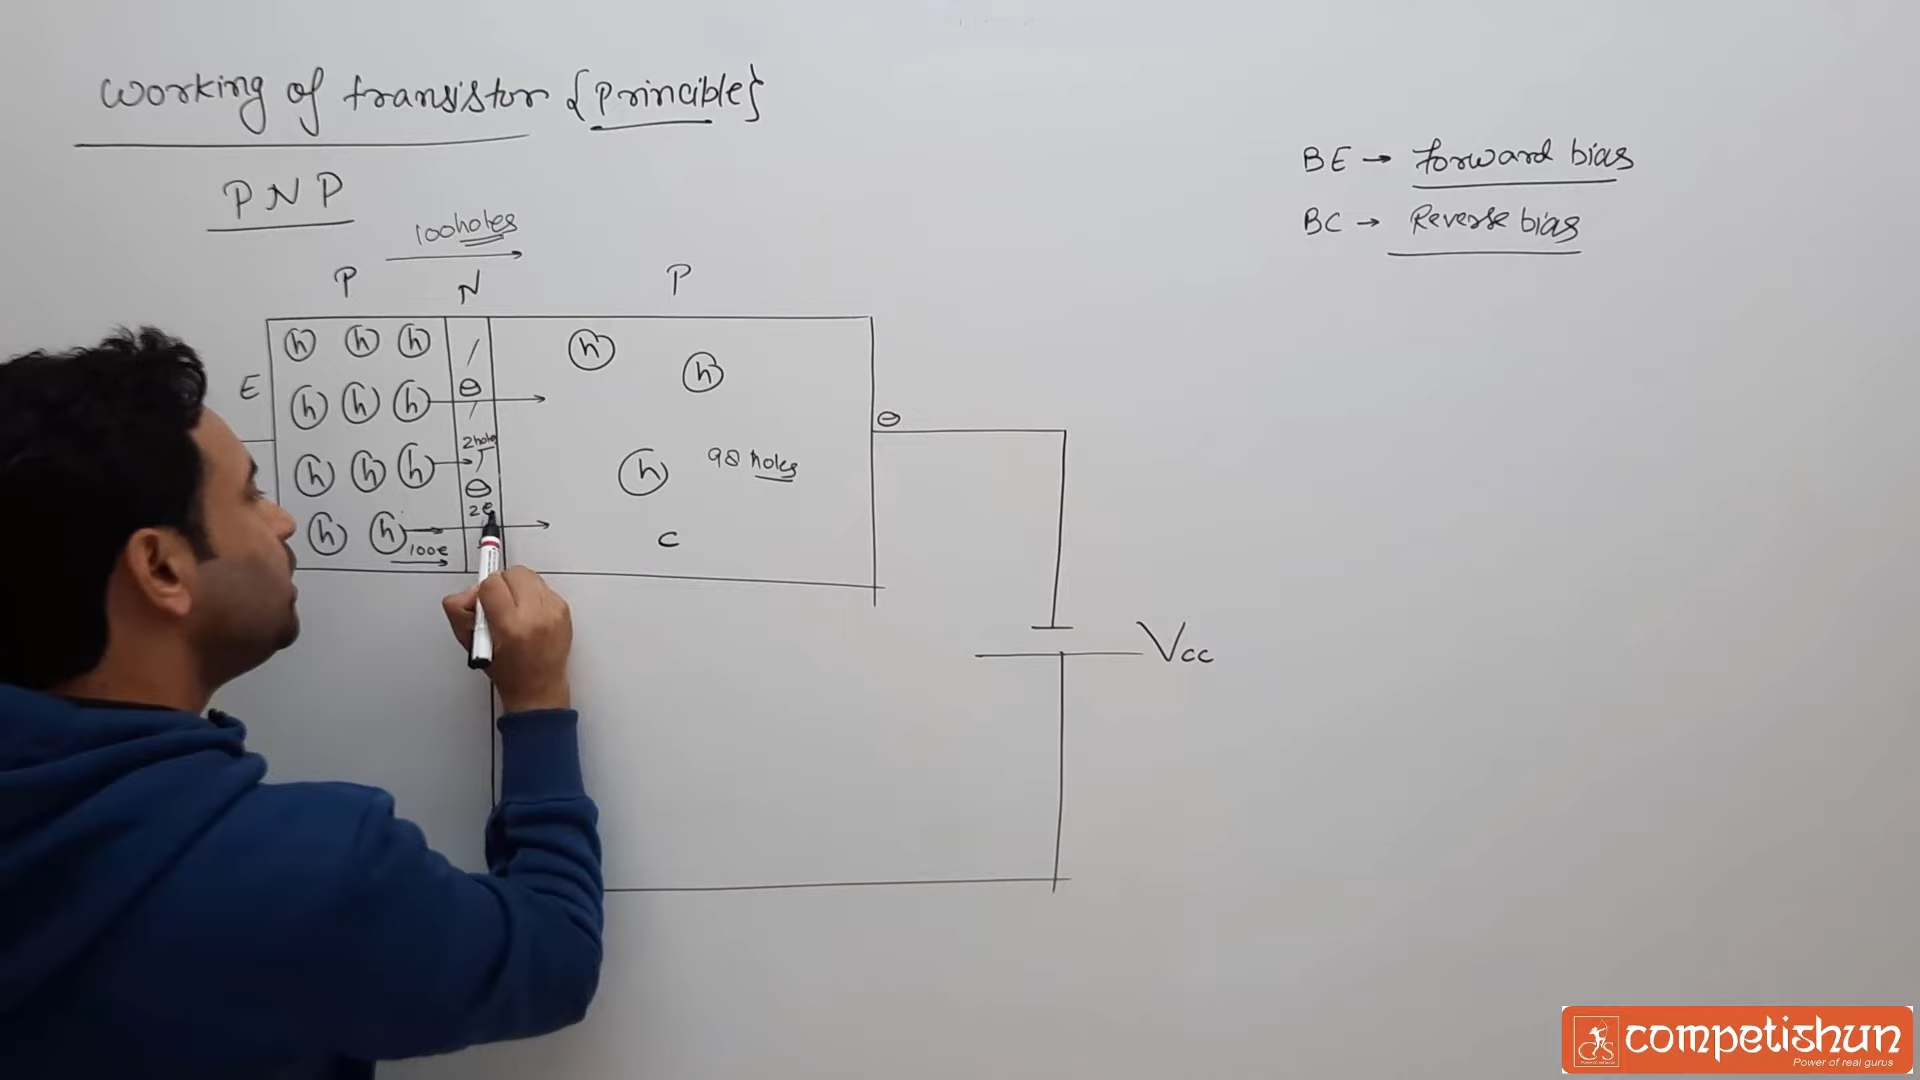 Working of transistor {Principle}
BE → forward bias
PNP
BC → Reverse bias
100holes
P N P
h h h h h
E h h h
2hole
h h h h 98 holes
2e
h h 100e C
Vcc
competishun
Power of real gurus